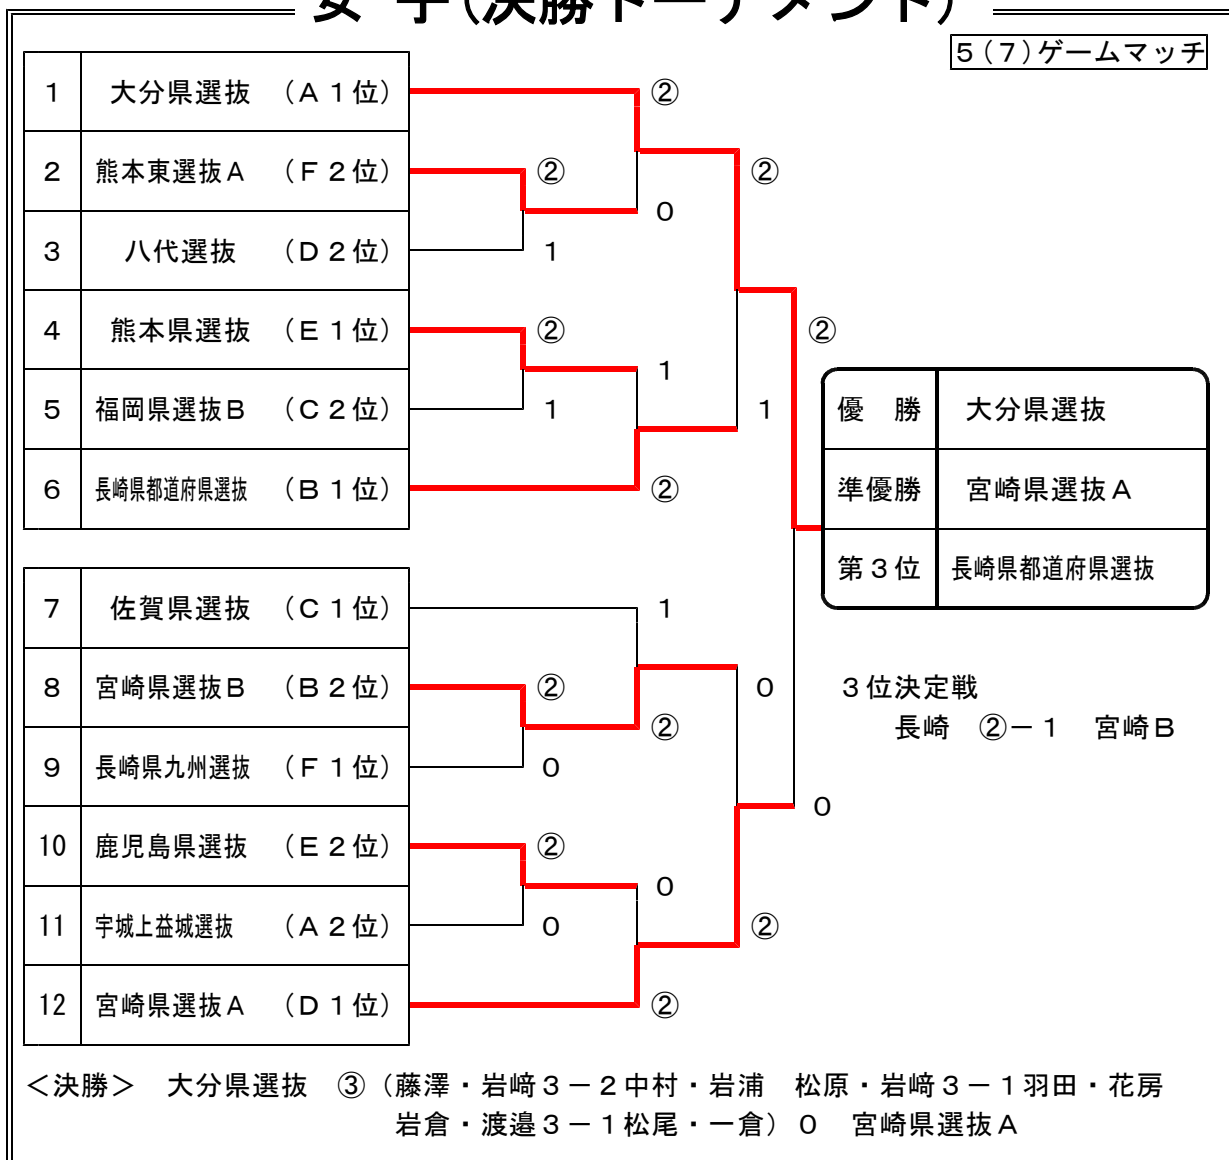 女 子(決勝トーナメント)
5(7)ゲームマッチ
1 大分県選抜 (A1位) ②
2 熊本東選抜A (F2位) ② ②
0
3 八代選抜 (D2位) 1
4 熊本県選抜 (E1位) ② ②
1
5 福岡県選抜B (C2位) 1 1 優 勝 大分県選抜
6 長崎県都道府県選抜 (B1位) ② 準優勝 宮崎県選抜A
第3位 長崎県都道府県選抜
7 佐賀県選抜 (C1位) 1
8 宮崎県選抜B (B2位) ② 0 3位決定戦
② 長崎 ②-1 宮崎B
9 長崎県九州選抜 (F1位) 0
0
10 鹿児島県選抜 (E2位) ②
0
11 宇城上益城選抜 (A2位) 0 ②
12 宮崎県選抜A (D1位) ②
<決勝> 大分県選抜 ③(藤澤・岩﨑3-2中村・岩浦 松原・岩﨑3-1羽田・花房
岩倉・渡邉3-1松尾・一倉)0 宮崎県選抜A